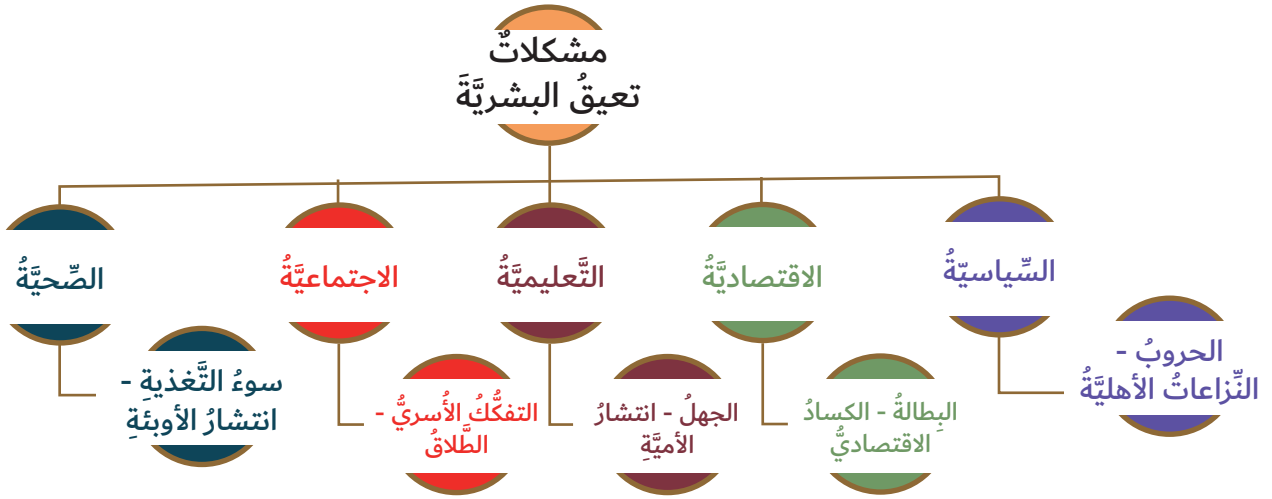 مشكلاتٌ
تعيقُ البشريَّةَ
السِّياسيّةُ
الاقتصاديَّةُ
التَّعليميَّةُ
الاجتماعيَّةُ
الصِّحيَّةُ
الحروبُ -
النِّزاعاتُ الأهليَّةُ
البِطالةُ - الكسادُ
الاقتصاديُّ
الجهلُ - انتشارُ
الأميَّةِ
التفكُّكُ الأُسريُّ -
الطَّلاقُ
سوءُ التَّغذيةِ -
انتشارُ الأوبئةِ